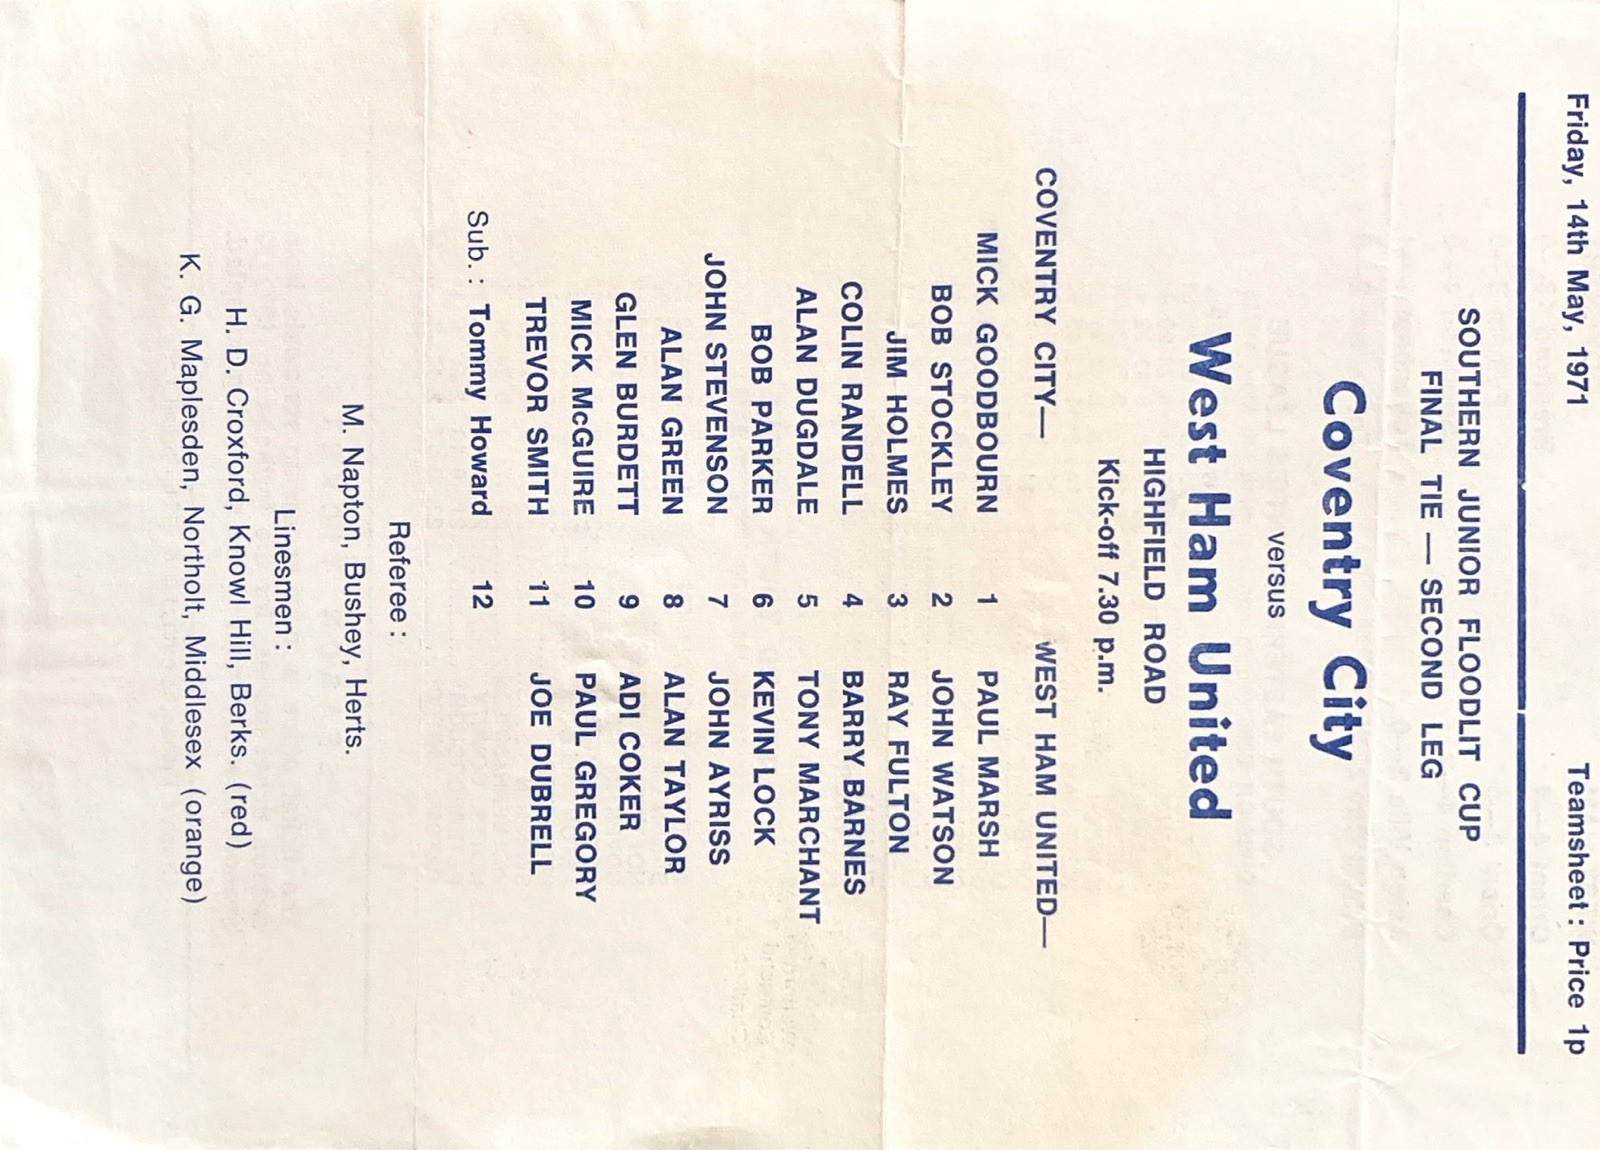 Friday, 14th May, 1971 Teamsheet : Price 1p
SOUTHERN JUNIOR FLOODLIT CUP
FINAL TIE — SECOND LEG
Coventry City
versus
West Ham United
HIGHFIELD ROAD
Kick-off 7.30 p.m.
COVENTRY CITY— WEST HAM UNITED—
MICK GOODBOURN 1 PAUL MARSH
BOB STOCKLEY 2 JOHN WATSON
JIM HOLMES 3 RAY FULTON
COLIN RANDELL 4 BARRY BARNES
ALAN DUGDALE 5 TONY MARCHANT
BOB PARKER 6 KEVIN LOCK
JOHN STEVENSON 7 JOHN AYRISS
ALAN GREEN 8 ALAN TAYLOR
GLEN BURDETT 9 ADI COKER
MICK McGUIRE 10 PAUL GREGORY
TREVOR SMITH 11 JOE DUBRELL
Sub. : Tommy Howard 12
Referee :
M. Napton, Bushey, Herts.
Linesmen :
H. D. Croxford, Knowl Hill, Berks. (red)
K. G. Maplesden, Northolt, Middlesex (orange)